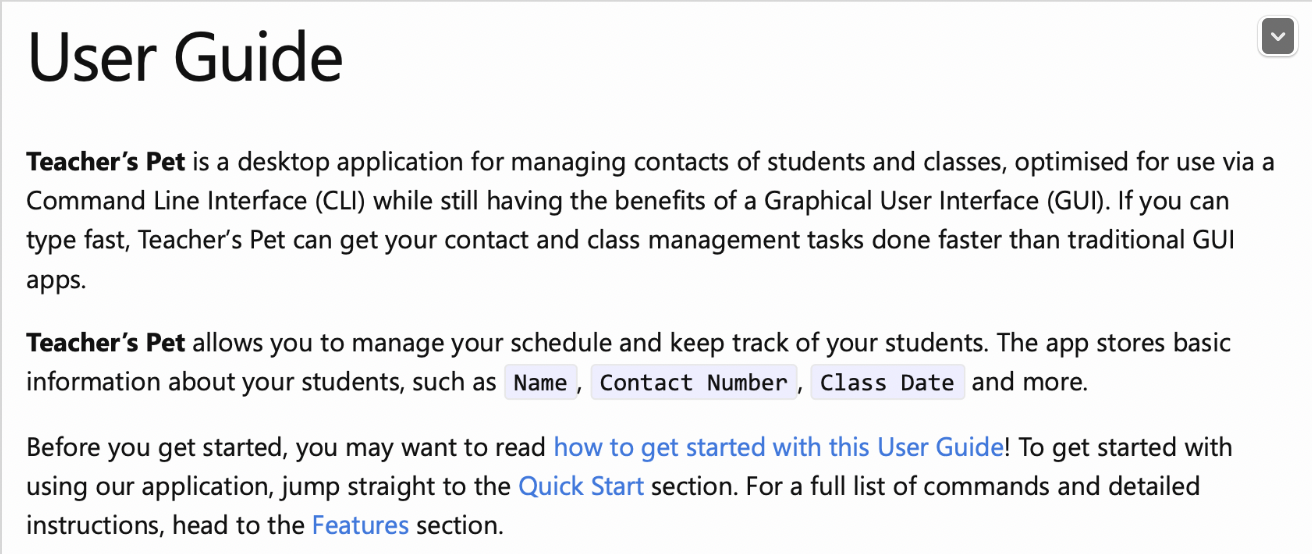 User Guide
Teacher’s Pet is a desktop application for managing contacts of students and classes, optimised for use via a
Command Line Interface (CLI) while still having the benefits of a Graphical User Interface (GUI). If you can
type fast, Teacher’s Pet can get your contact and class management tasks done faster than traditional GUI
apps.
Teacher’s Pet allows you to manage your schedule and keep track of your students. The app stores basic
information about your students, such as Name, Contact Number, Class Date and more.
Before you get started, you may want to read how to get started with this User Guide! To get started with
using our application, jump straight to the Quick Start section. For a full list of commands and detailed
instructions, head to the Features section.